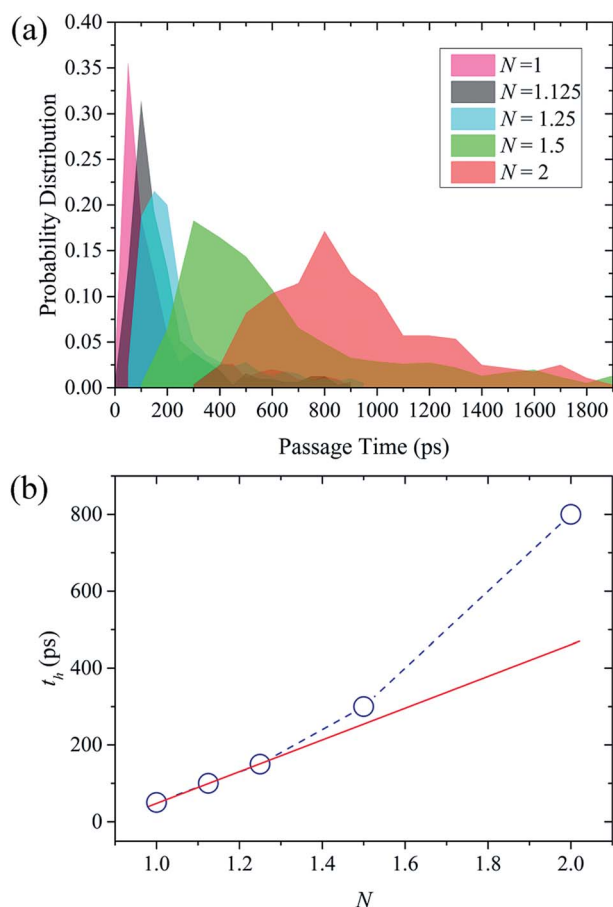 (a)
0.40
0.35
0.30
0.25
0.20
0.15
0.10
0.05
0.00
Probability Distribution
N =1
N=1.125
N = 1.25
N = 1.5
N = 2
0 200 400 600 800 1000 1200 1400 1600 1800
Passage Time (ps)
(b)
800
600
400
200
0
t_h (ps)
1.0 1.2 1.4 1.6 1.8 2.0
N